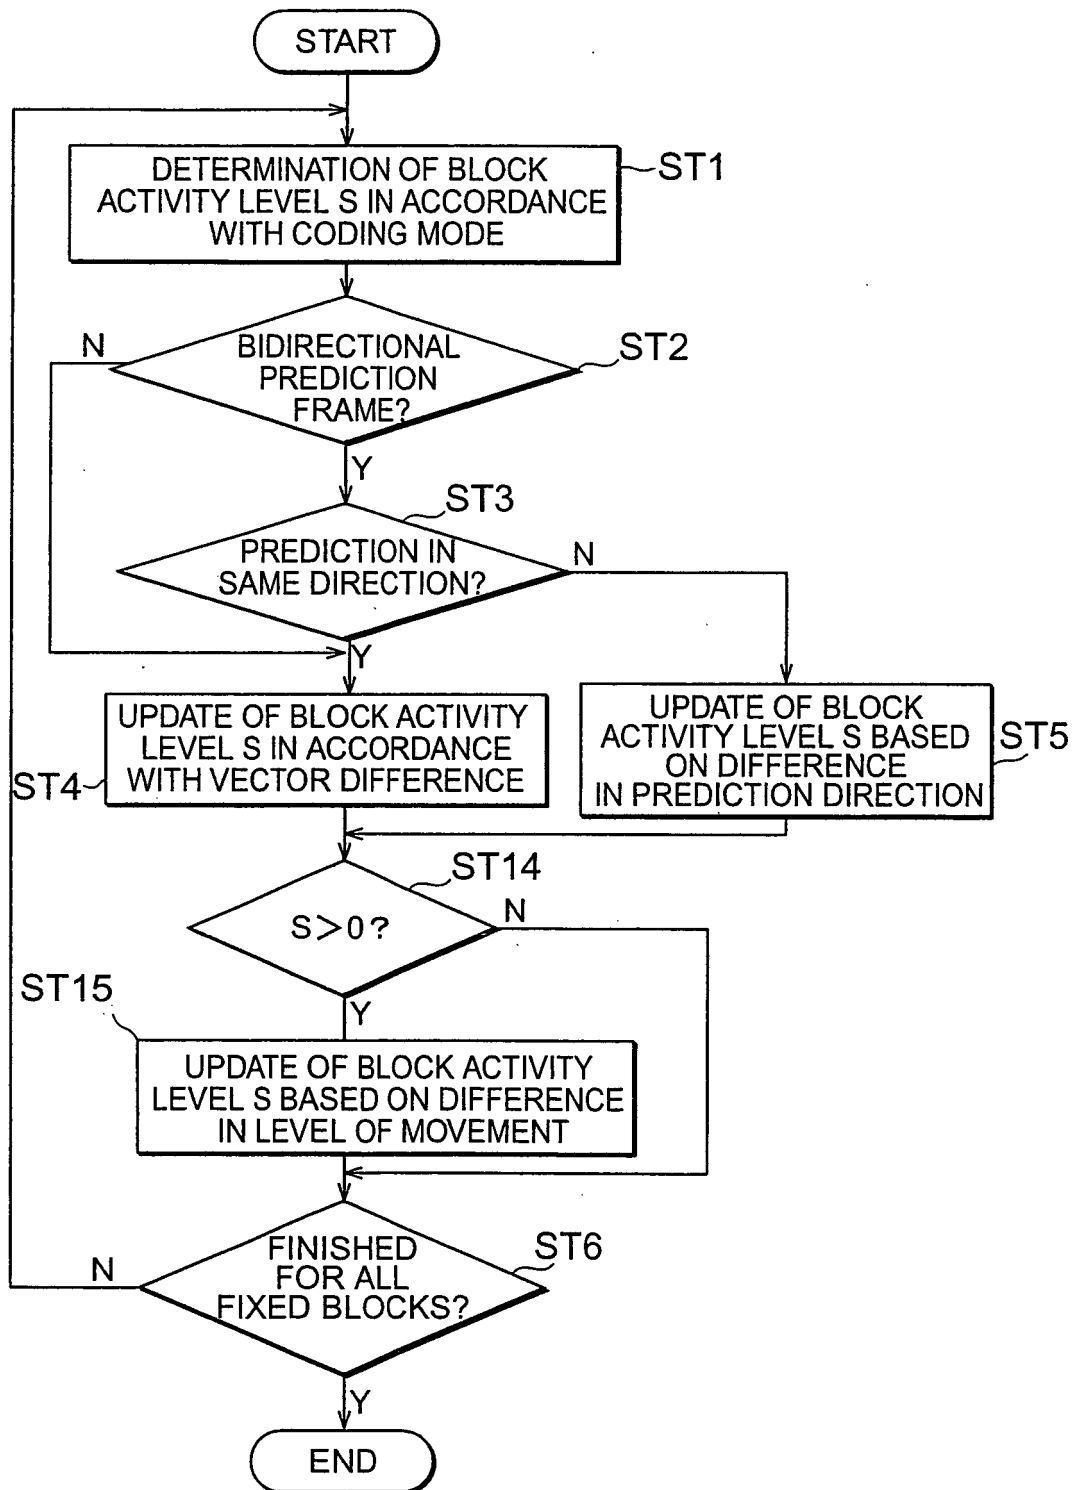 START
DETERMINATION OF BLOCK
ACTIVITY LEVEL S IN ACCORDANCE
WITH CODING MODE
ST1
N
BIDIRECTIONAL
PREDICTION
FRAME?
ST2
Y
ST3
PREDICTION IN
SAME DIRECTION?
N
Y
UPDATE OF BLOCK ACTIVITY
LEVEL S IN ACCORDANCE
WITH VECTOR DIFFERENCE
ST4
UPDATE OF BLOCK
ACTIVITY LEVEL S BASED
ON DIFFERENCE
IN PREDICTION DIRECTION
ST5
ST14
S>0?
N
Y
ST15
UPDATE OF BLOCK ACTIVITY
LEVEL S BASED ON DIFFERENCE
IN LEVEL OF MOVEMENT
N
FINISHED
FOR ALL
FIXED BLOCKS?
ST6
Y
END